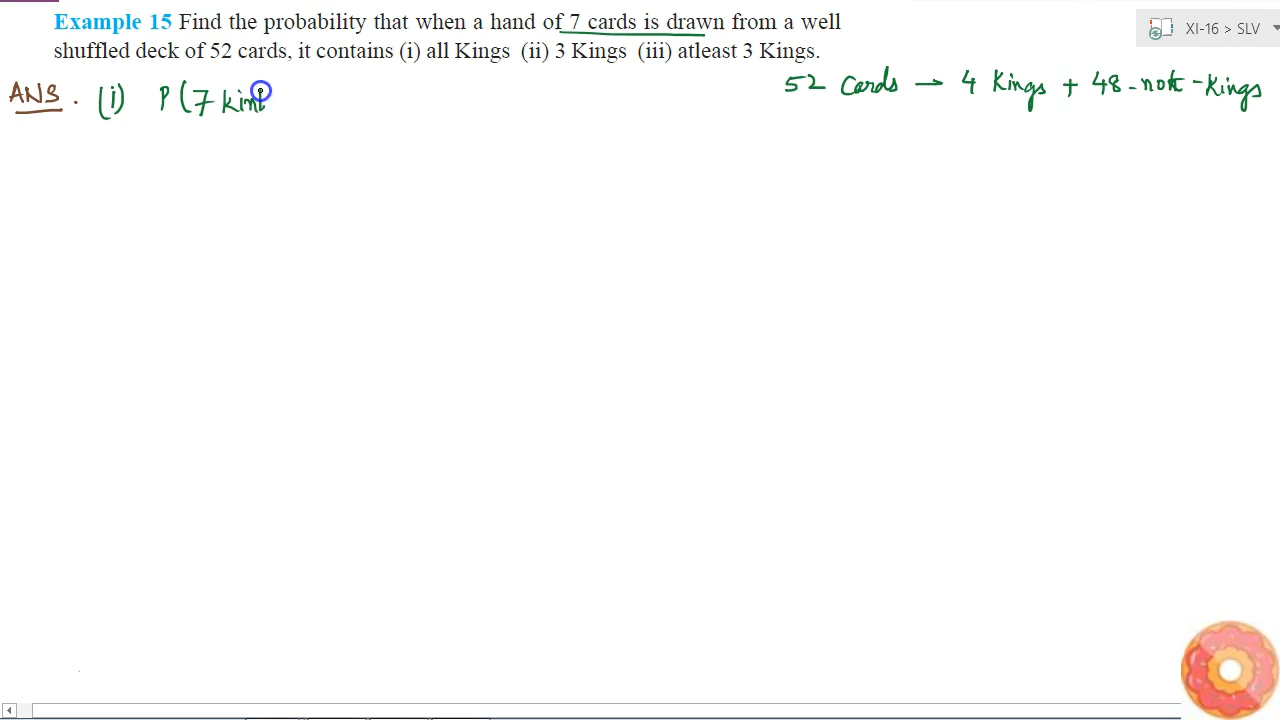 Example 15 Find the probability that when a hand of 7 cards is drawn from a well
shuffled deck of 52 cards, it contains (i) all Kings (ii) 3 Kings (iii) atleast 3 Kings.
XI-16 > SLV
ANS. (i) P(7 kin
52 Cards → 4 Kings + 48-not-Kings